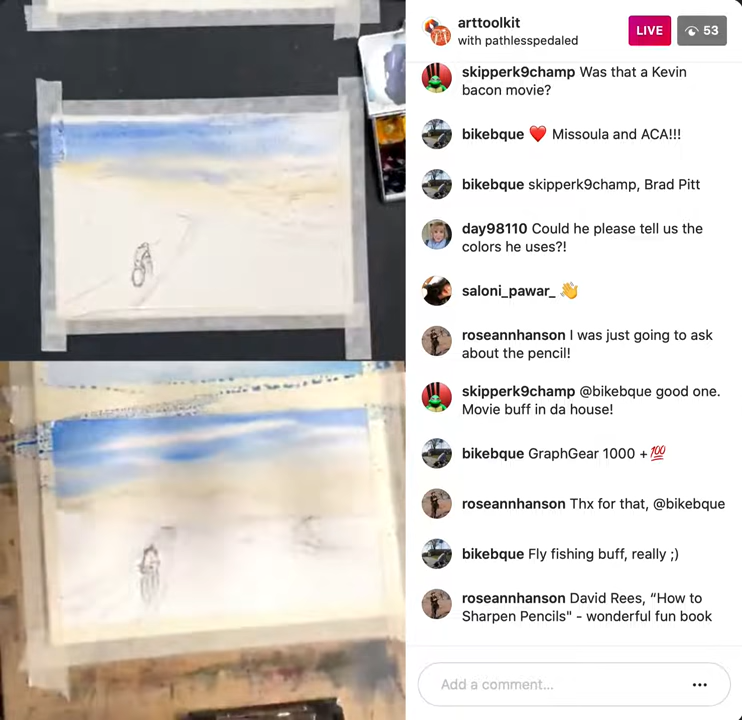 arttoolkit
with pathlesspedaled
LIVE
53
skipperk9champ Was that a Kevin
bacon movie?
bikebque ❤️ Missoula and ACA!!!
bikebque skipperk9champ, Brad Pitt
day98110 Could he please tell us the
colors he uses?!
saloni_pawar_ 👋
roseannhanson I was just going to ask
about the pencil!
skipperk9champ @bikebque good one.
Movie buff in da house!
bikebque GraphGear 1000 +💯
roseannhanson Thx for that, @bikebque
bikebque Fly fishing buff, really ;)
roseannhanson David Rees, “How to
Sharpen Pencils" - wonderful fun book
Add a comment...